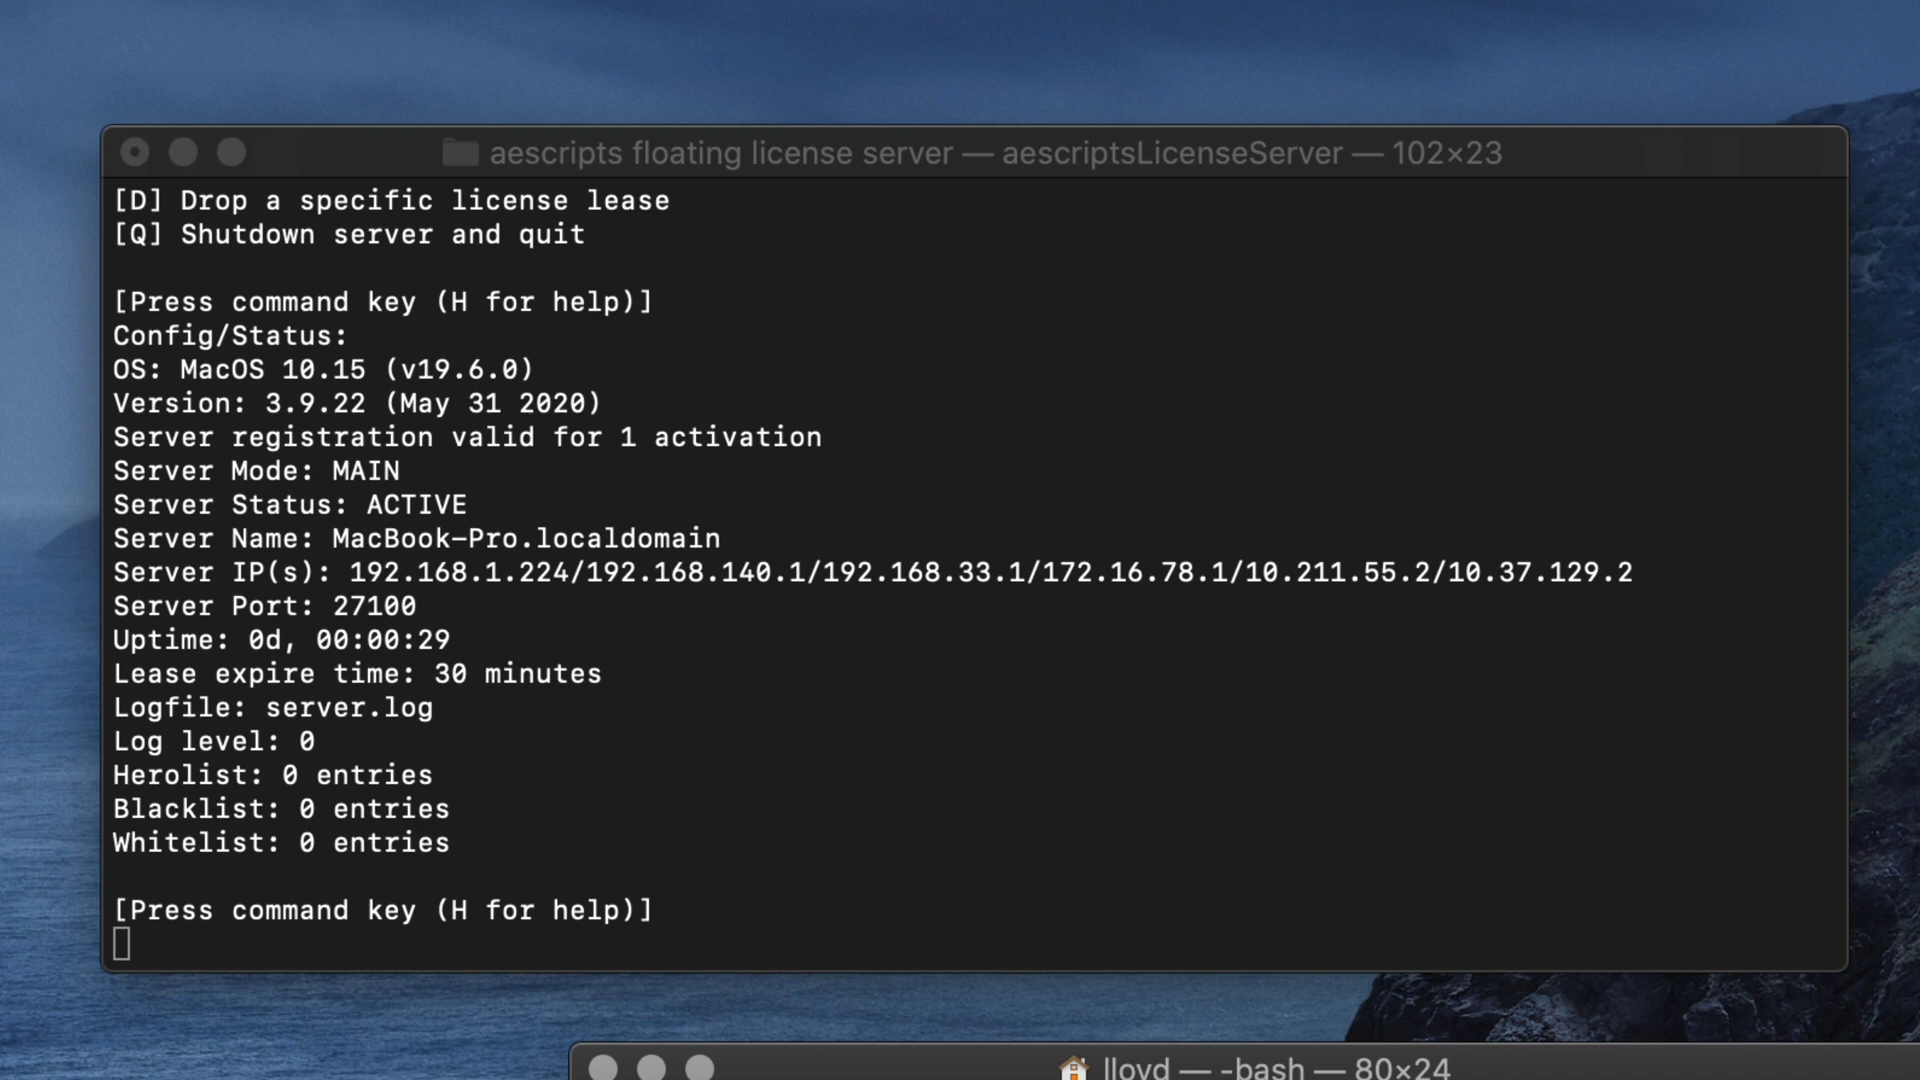 aescripts floating license server — aescriptsLicenseServer — 102×23
[D] Drop a specific license lease
[Q] Shutdown server and quit
[Press command key (H for help)]
Config/Status:
OS: MacOS 10.15 (v19.6.0)
Version: 3.9.22 (May 31 2020)
Server registration valid for 1 activation
Server Mode: MAIN
Server Status: ACTIVE
Server Name: MacBook-Pro.localdomain
Server IP(s): 192.168.1.224/192.168.140.1/192.168.33.1/172.16.78.1/10.211.55.2/10.37.129.2
Server Port: 27100
Uptime: 0d, 00:00:29
Lease expire time: 30 minutes
Logfile: server.log
Log level: 0
Herolist: 0 entries
Blacklist: 0 entries
Whitelist: 0 entries
[Press command key (H for help)]
lloyd — -bash — 80×24